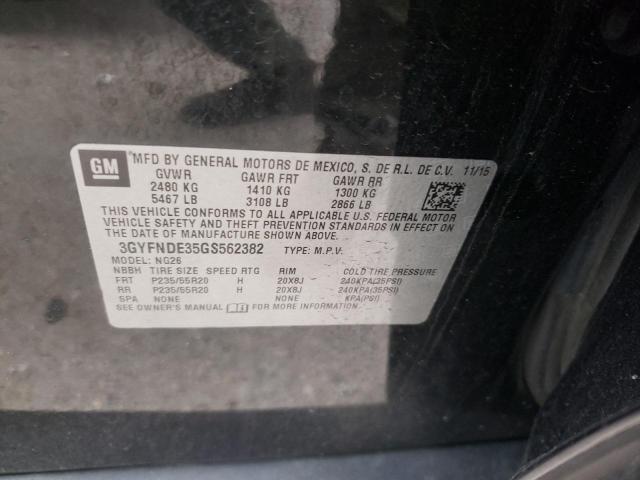 GM
MFD BY GENERAL MOTORS DE MEXICO, S. DE R.L. DE C.V. 11/15
GVWR GAWR FRT GAWR RR
2480 KG 1410 KG 1300 KG
5467 LB 3108 LB 2866 LB
THIS VEHICLE CONFORMS TO ALL APPLICABLE U.S. FEDERAL MOTOR
VEHICLE SAFETY AND THEFT PREVENTION STANDARDS IN EFFECT ON
THE DATE OF MANUFACTURE SHOWN ABOVE.
3GYFNDE35GS562382 TYPE: M.P.V.
MODEL: NG26
NBBH TIRE SIZE SPEED RTG RIM COLD TIRE PRESSURE
FRT P235/55R20 H 20X8J 240KPA(35PSI)
RR P235/55R20 H 20X8J 240KPA(35PSI)
SPA NONE NONE KPA(PSI)
SEE OWNER'S MANUAL FOR MORE INFORMATION